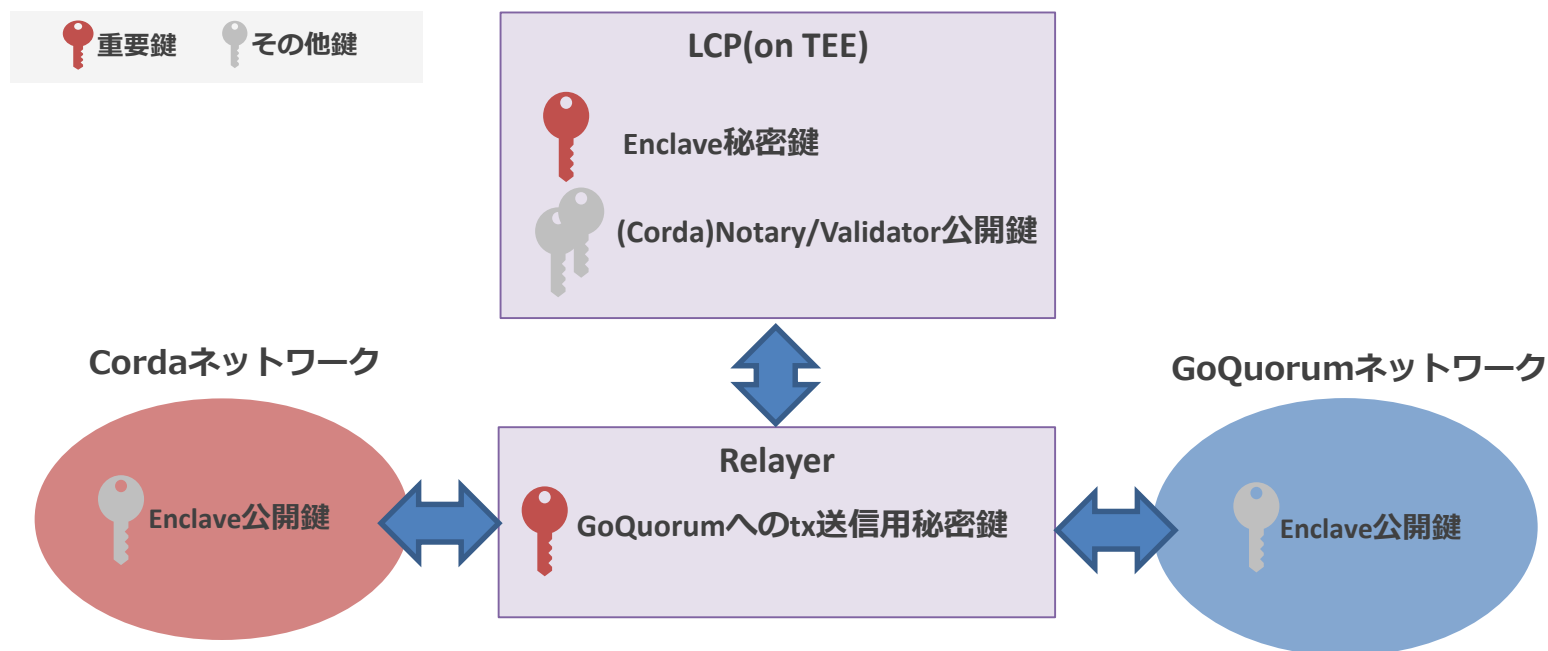 重要鍵
その他鍵
LCP(on TEE)
Enclave秘密鍵
(Corda)Notary/Validator公開鍵
Cordaネットワーク
GoQuorumネットワーク
Relayer
Enclave公開鍵
GoQuorumへのtx送信用秘密鍵
Enclave公開鍵